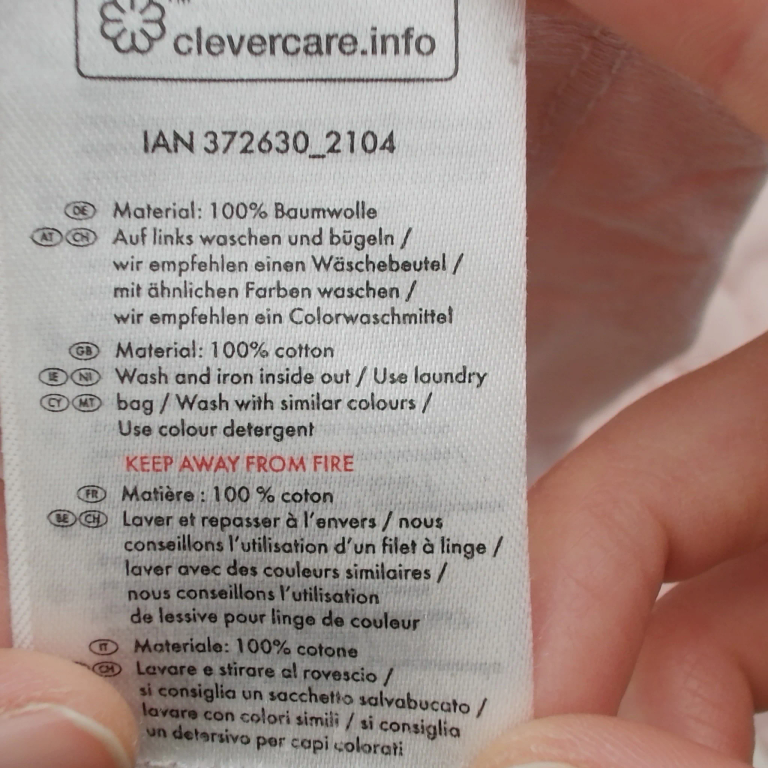 clevercare.info
IAN 372630_2104
DE Material: 100% Baumwolle
AT CH Auf links waschen und bügeln /
wir empfehlen einen Wäschebeutel /
mit ähnlichen Farben waschen /
wir empfehlen ein Colorwaschmittel
GB Material: 100% cotton
IE NI Wash and iron inside out / Use laundry
CY MT bag / Wash with similar colours /
Use colour detergent
KEEP AWAY FROM FIRE
FR Matière : 100 % coton
BE CH Laver et repasser à l'envers / nous
conseillons l'utilisation d'un filet à linge /
laver avec des couleurs similaires /
nous conseillons l'utilisation
de lessive pour linge de couleur
IT Materiale: 100% cotone
CH Lavare e stirare al rovescio /
si consiglia un sacchetto salvabucato /
lavare con colori simili / si consiglia
un detersivo per capi colorati